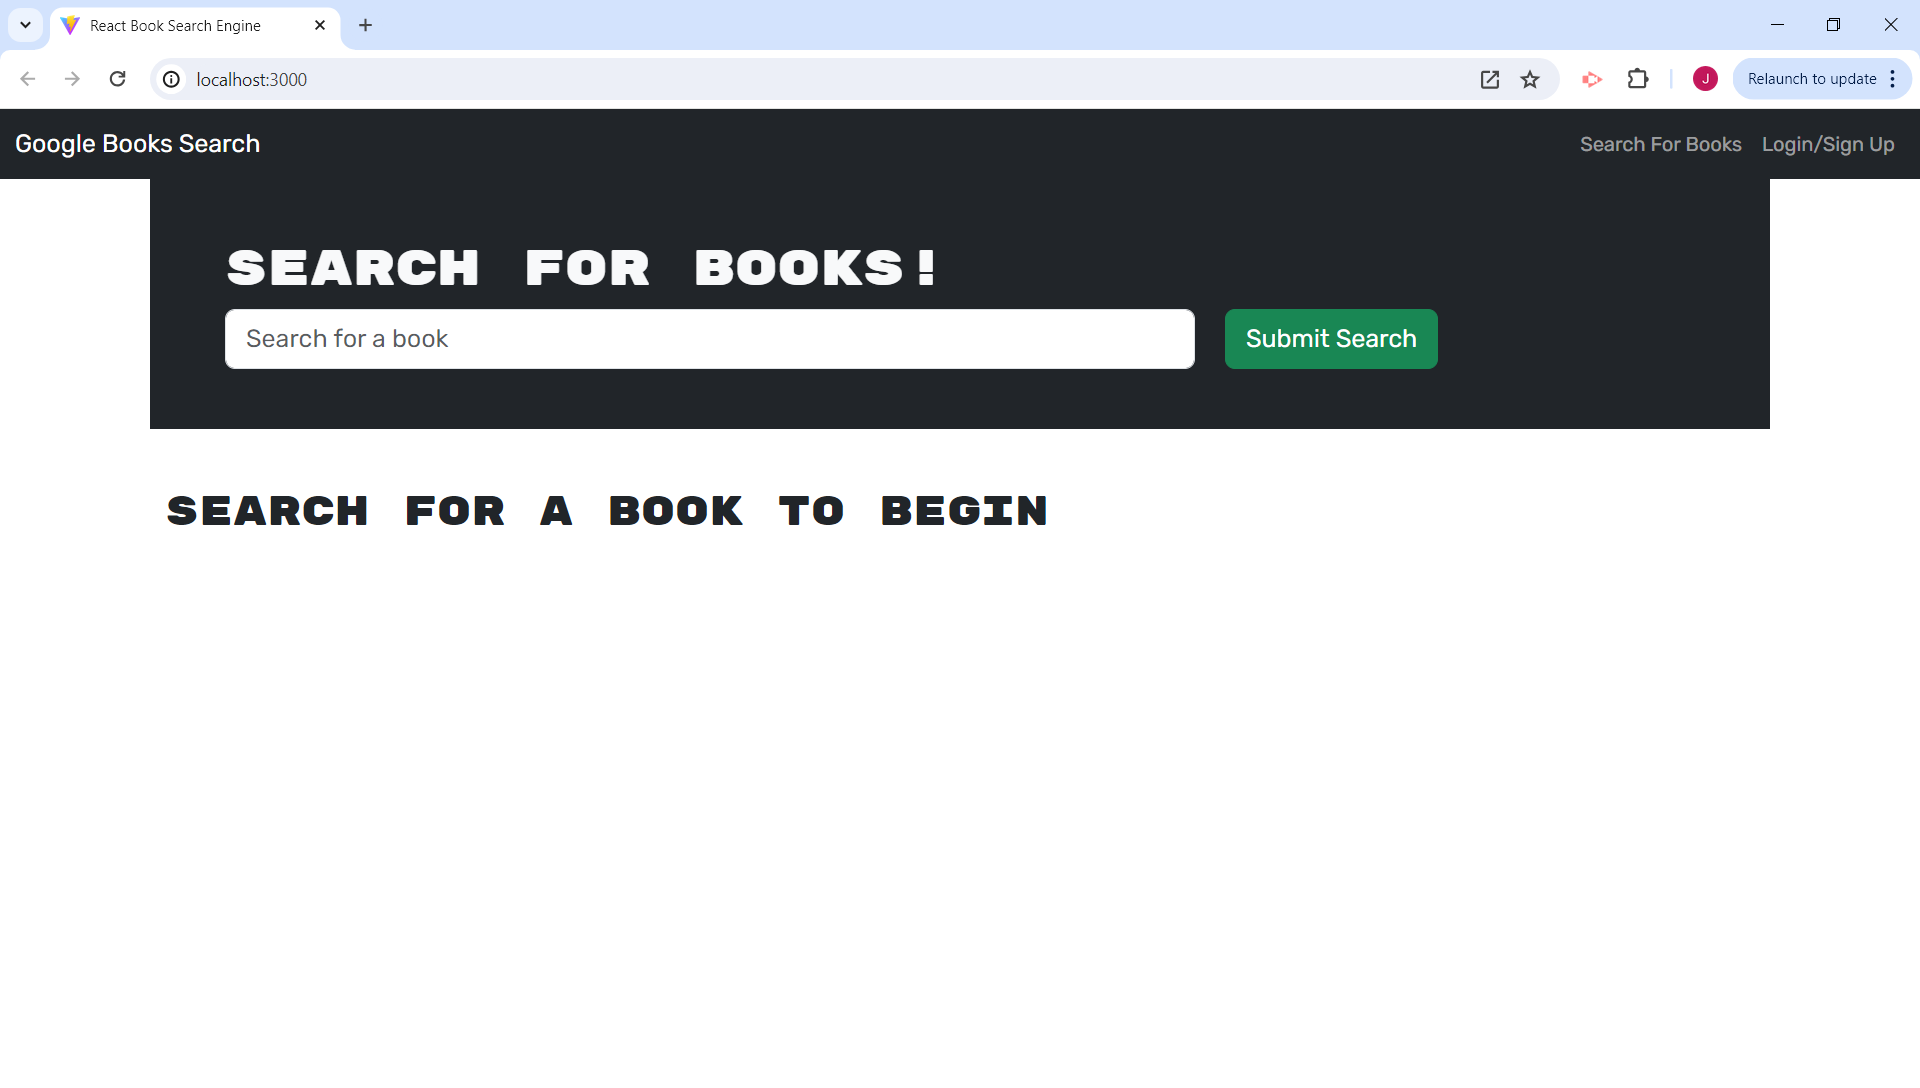 React Book Search Engine
localhost:3000
J
Relaunch to update
Google Books Search
Search For Books
Login/Sign Up
SEARCH FOR BOOKS!
Search for a book
Submit Search
SEARCH FOR A BOOK TO BEGIN